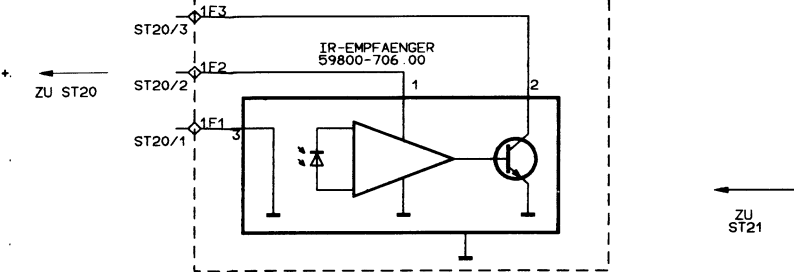 1F3
ST20/3
IR-EMPFAENGER
59800-706.00
1F2
+.
ST20/2
1
2
ZU ST20
1F1
3
ST20/1
ZU
ST21